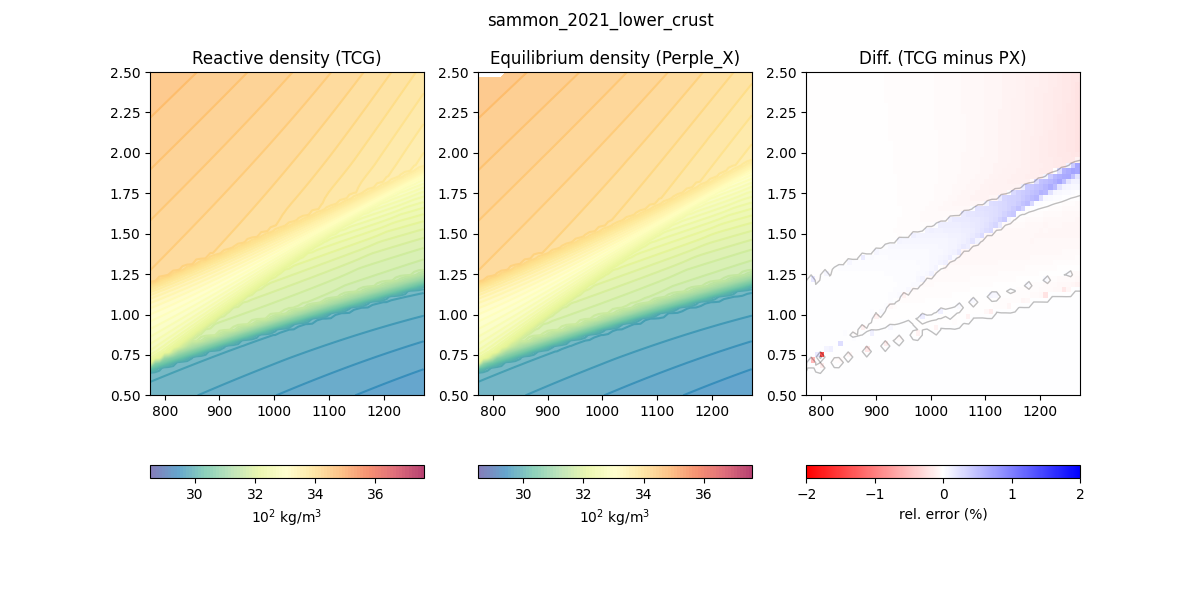 sammon_2021_lower_crust
Reactive density (TCG)
Equilibrium density (Perple_X)
Diff. (TCG minus PX)
2.50
2.25
2.00
1.75
1.50
1.25
1.00
0.75
0.50
800 900 1000 1100 1200
2.50
2.25
2.00
1.75
1.50
1.25
1.00
0.75
0.50
800 900 1000 1100 1200
2.50
2.25
2.00
1.75
1.50
1.25
1.00
0.75
0.50
800 900 1000 1100 1200
30 32 34 36
10² kg/m³
30 32 34 36
10² kg/m³
−2 −1 0 1 2
rel. error (%)